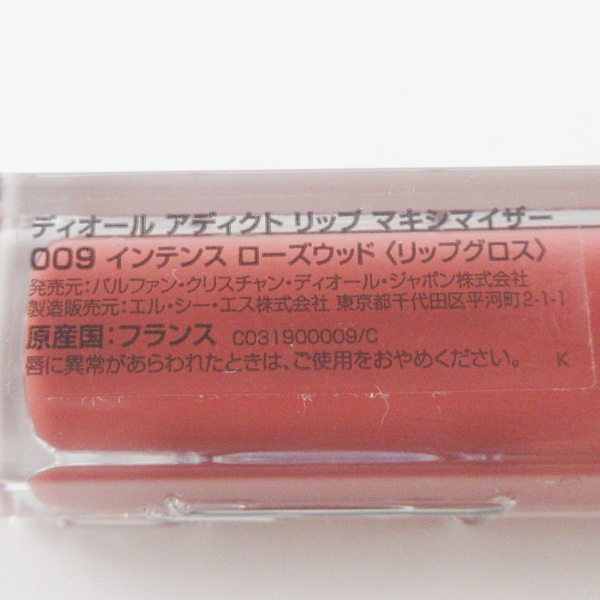 ディオール アディクト リップ マキシマイザー
009 インテンス ローズウッド〈リップグロス〉
発売元:パルファン・クリスチャン・ディオール・ジャポン株式会社
製造販売元:エル・シー・エス株式会社 東京都千代田区平河町2-1-1
原産国:フランス C031900009/C
唇に異常があらわれたときは、ご使用をおやめください。 K